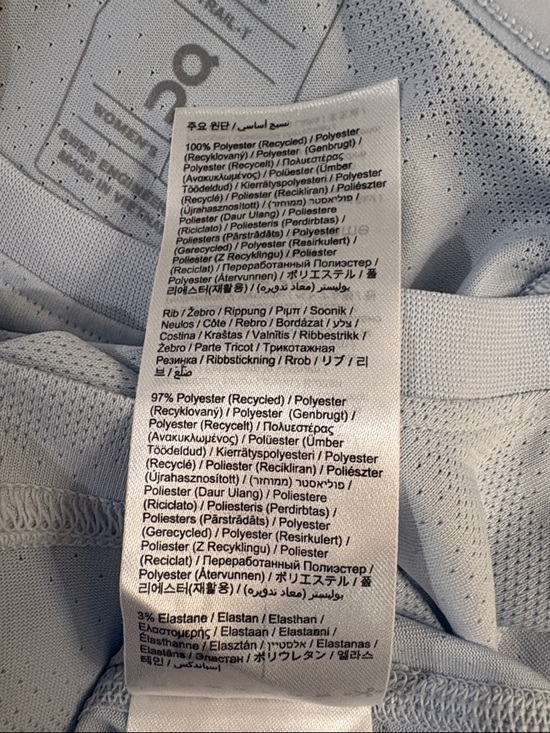 TRAIL-T
on
WOMEN'S
SWISS ENGINEERED
주요 원단 / نسيج أساسي
100% Polyester (Recycled) / Polyester
(Recyklovaný) / Polyester (Genbrugt) /
Polyester (Recycelt) / Πολυεστέρας
(Ανακυκλωμένος) / Polüester (Ümber
Töödeldud) / Kierrätyspolyesteri / Polyester
(Recyclé) / Poliester (Recikliran) / Poliészter
(Újrahasznosított) / פוליאסטר (ממוחזר) /
Poliester (Daur Ulang) / Poliestere
(Riciclato) / Poliesteris (Perdirbtas) /
Poliesters (Pārstrādāts) / Polyester
(Gerecycled) / Polyester (Resirkulert) /
Poliester (Z Recyklingu) / Poliester
(Reciclat) / Переработанный Полиэстер /
Polyester (Återvunnen) / ポリエステル / 폴
리에스터(재활용) / بوليستر (معاد تدويره)
Rib / Žebro / Rippung / Ριμπ / Soonik /
Neulos / Côte / Rebro / Bordázat / צלע /
Costina / Kraštas / Valnītis / Ribbestrikk /
Żebro / Parte Tricot / Трикотажная
Резинка / Ribbstickning / Rrob / リブ / 리
브 / ضلع
97% Polyester (Recycled) / Polyester
(Recyklovaný) / Polyester (Genbrugt) /
Polyester (Recycelt) / Πολυεστέρας
(Ανακυκλωμένος) / Polüester (Ümber
Töödeldud) / Kierrätyspolyesteri / Polyester
(Recyclé) / Poliester (Recikliran) / Poliészter
(Újrahasznosított) / פוליאסטר (ממוחזר) /
Poliester (Daur Ulang) / Poliestere
(Riciclato) / Poliesteris (Perdirbtas) /
Poliesters (Pārstrādāts) / Polyester
(Gerecycled) / Polyester (Resirkulert) /
Poliester (Z Recyklingu) / Poliester
(Reciclat) / Переработанный Полиэстер /
Polyester (Återvunnen) / ポリエステル / 폴
리에스터(재활용) / بوليستر (معاد تدويره)
3% Elastane / Elastan / Elasthan /
Ελαστομερής / Elastaan / Elastaani /
Élasthanne / Elasztán / אלסטיין / Elastanas /
Elastāns / Эластан / ポリウレタン / 엘라스
테인 / إسباندكس